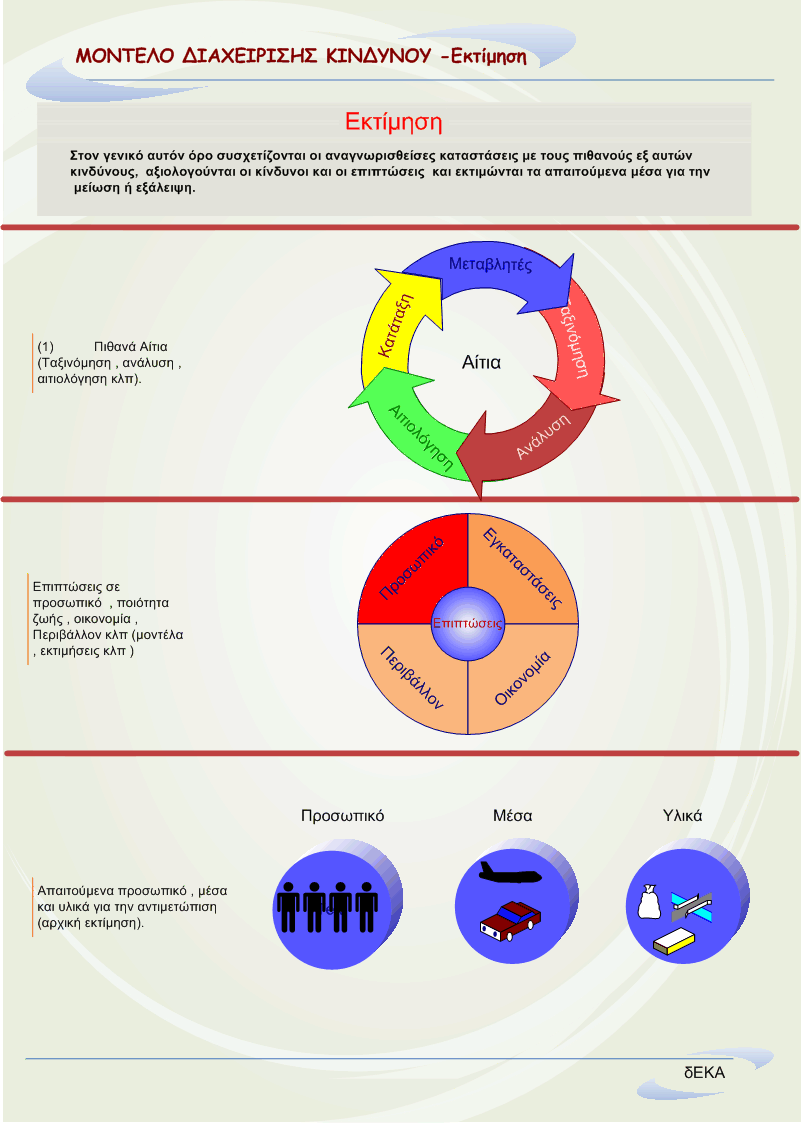 ΜΟΝΤΕΛΟ ΔΙΑΧΕΙΡΙΣΗΣ ΚΙΝΔΥΝΟΥ -Εκτίμηση
Εκτίμηση
Στον γενικό αυτόν όρο συσχετίζονται οι αναγνωρισθείσες καταστάσεις με τους πιθανούς εξ αυτών
κινδύνους, αξιολογούνται οι κίνδυνοι και οι επιπτώσεις και εκτιμώνται τα απαιτούμενα μέσα για την
μείωση ή εξάλειψη.
(1) Πιθανά Αίτια
(Ταξινόμηση , ανάλυση ,
αιτιολόγηση κλπ).
Μεταβλητές
Ταξινόμηση
Ανάλυση
Αιτιολόγηση
Κατάταξη
Αίτια
Επιπτώσεις σε
προσωπικό , ποιότητα
ζωής , οικονομία ,
Περιβάλλον κλπ (μοντέλα
, εκτιμήσεις κλπ )
Προσωπικό
Εγκαταστάσεις
Επιπτώσεις
Περιβάλλον
Οικονομία
Προσωπικό
Μέσα
Υλικά
Απαιτούμενα προσωπικό , μέσα
και υλικά για την αντιμετώπιση
(αρχική εκτίμηση).
δΕΚΑ